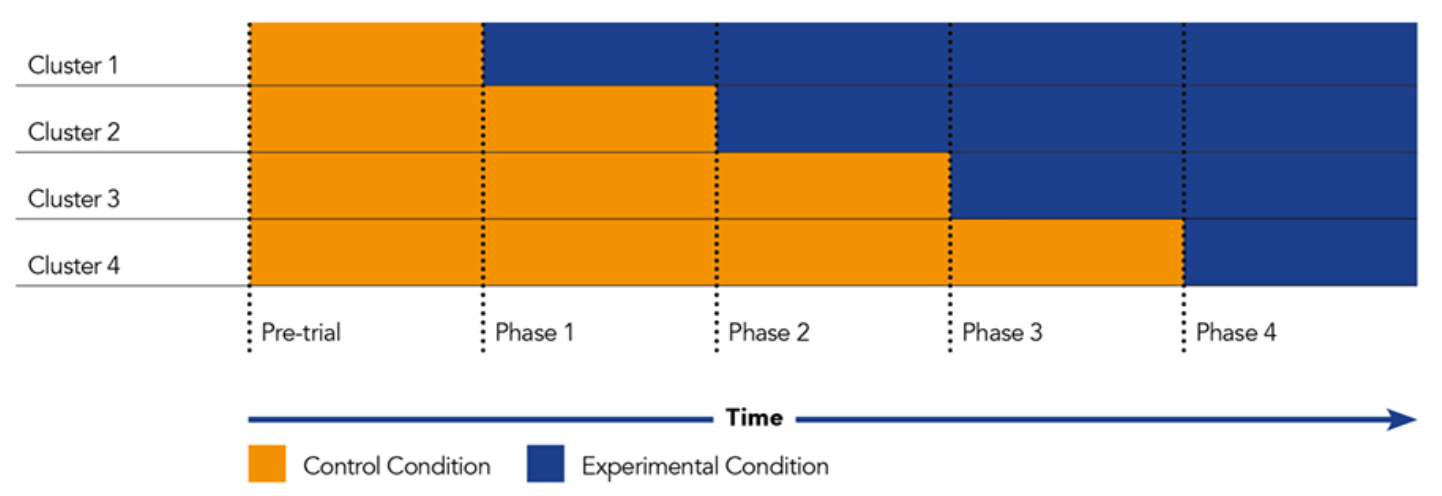 Cluster 1
Cluster 2
Cluster 3
Cluster 4
Pre-trial Phase 1 Phase 2 Phase 3 Phase 4
Time
Control Condition Experimental Condition